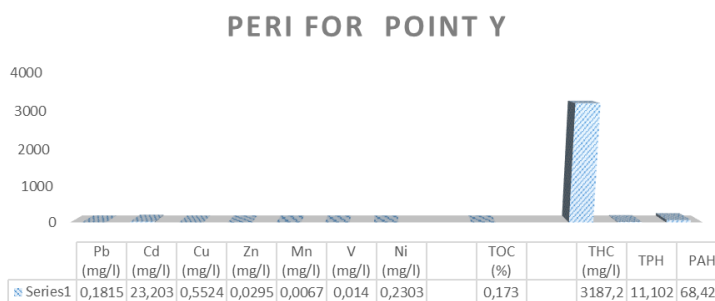 PERI FOR POINT Y
4000
3000
2000
1000
0
Pb (mg/l) Cd (mg/l) Cu (mg/l) Zn (mg/l) Mn (mg/l) V (mg/l) Ni (mg/l) TOC (%) THC (mg/l) TPH PAH
Series1 0,1815 23,203 0,5524 0,0295 0,0067 0,014 0,2303 0,173 3187,2 11,102 68,42